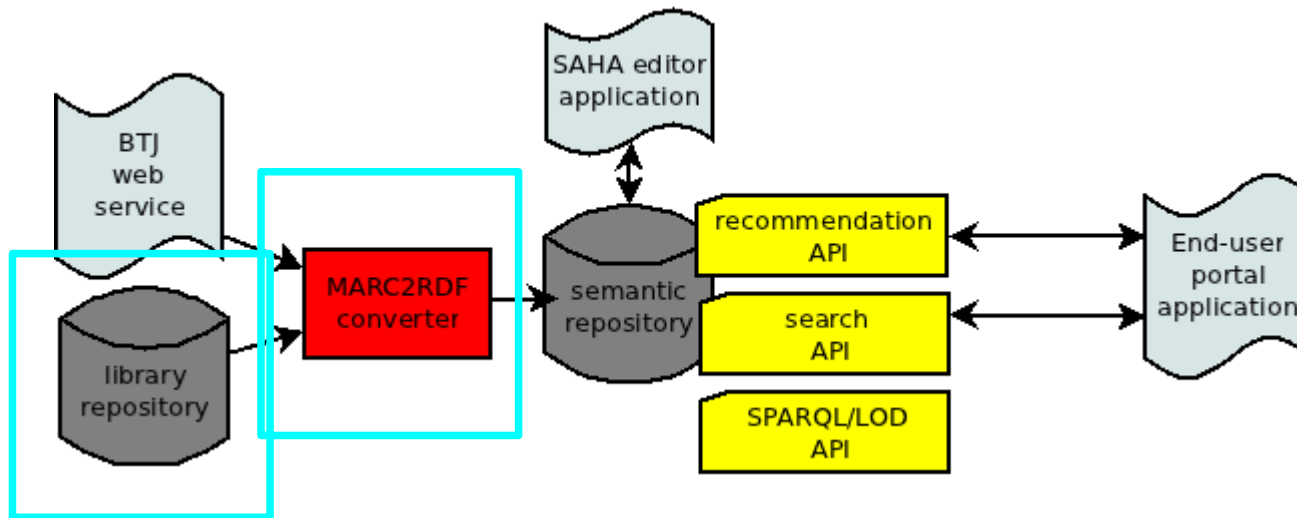 SAHA editor
application
BTJ
web
service
MARC2RDF
converter
library
repository
semantic
repository
recommendation
API
search
API
SPARQL/LOD
API
End-user
portal
application